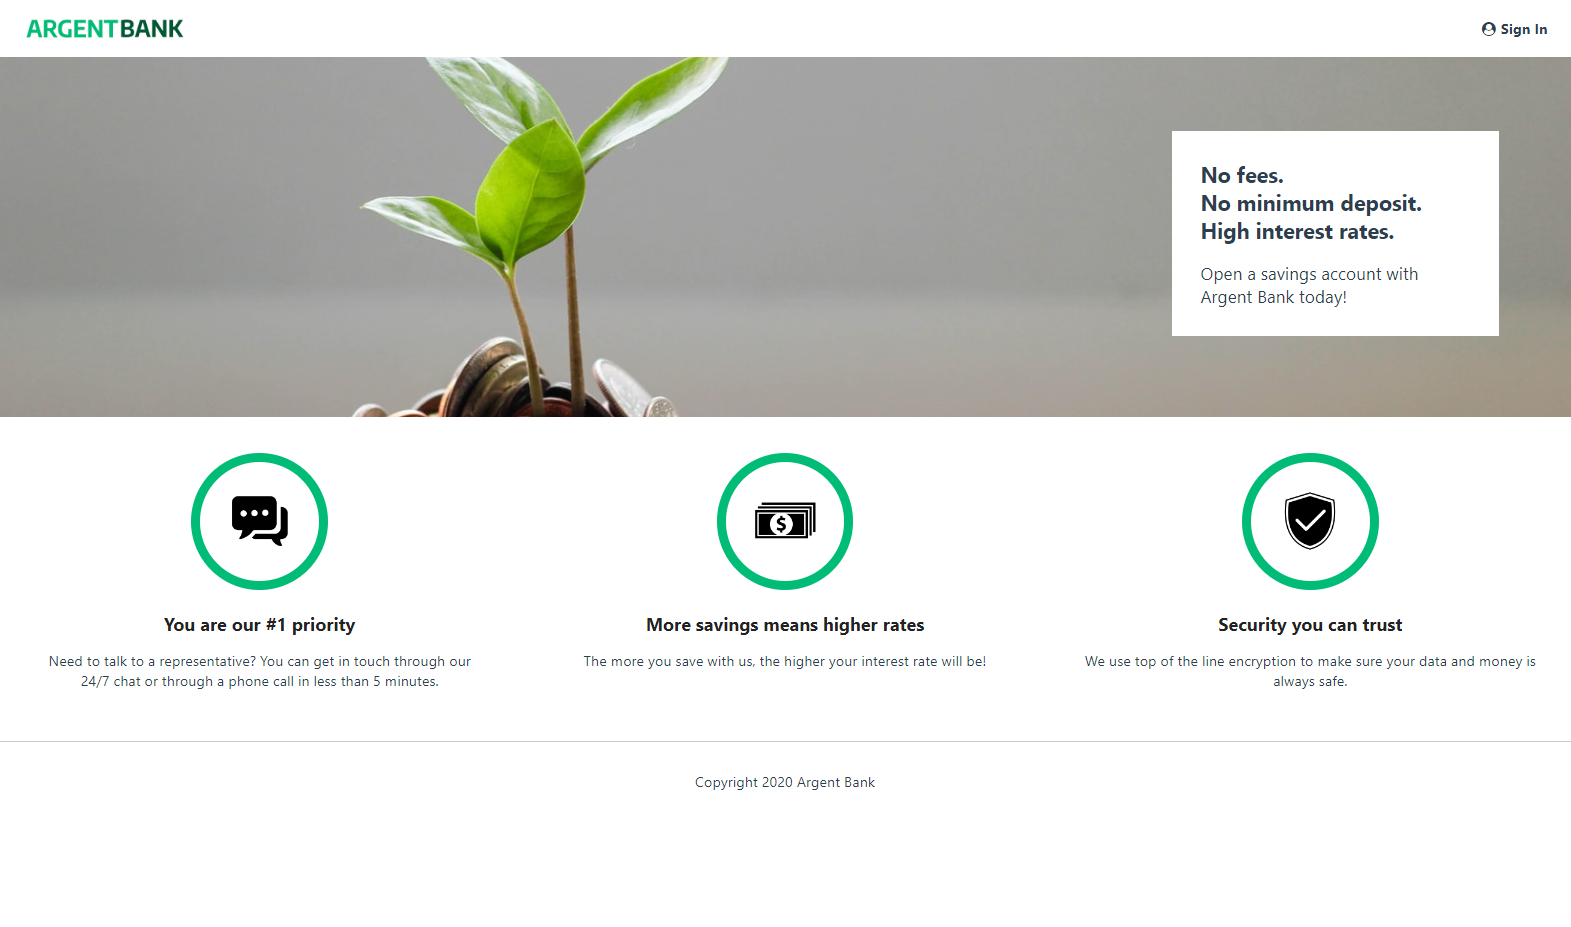 ARGENTBANK
Sign In
No fees.
No minimum deposit.
High interest rates.
Open a savings account with
Argent Bank today!
$
You are our #1 priority
Need to talk to a representative? You can get in touch through our
24/7 chat or through a phone call in less than 5 minutes.
More savings means higher rates
The more you save with us, the higher your interest rate will be!
Security you can trust
We use top of the line encryption to make sure your data and money is
always safe.
Copyright 2020 Argent Bank